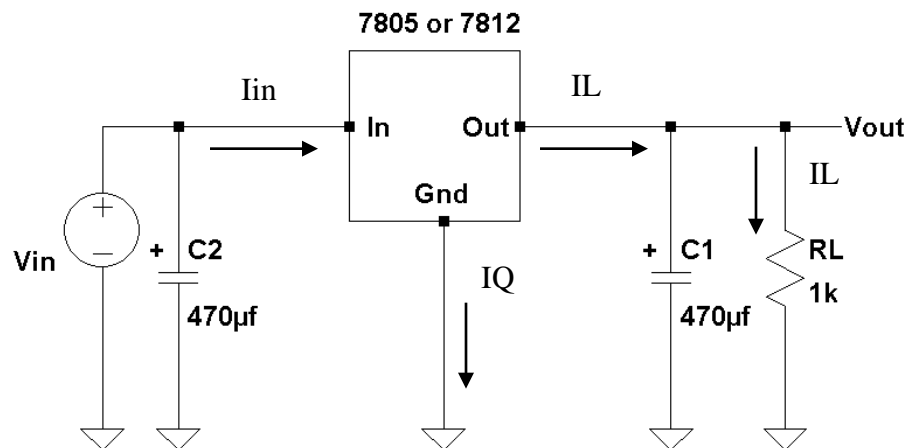 7805 or 7812
Iin
IL
In
Out
Vout
Gnd
IL
+
Vin
+
C2
470µf
IQ
+
C1
470µf
RL
1k